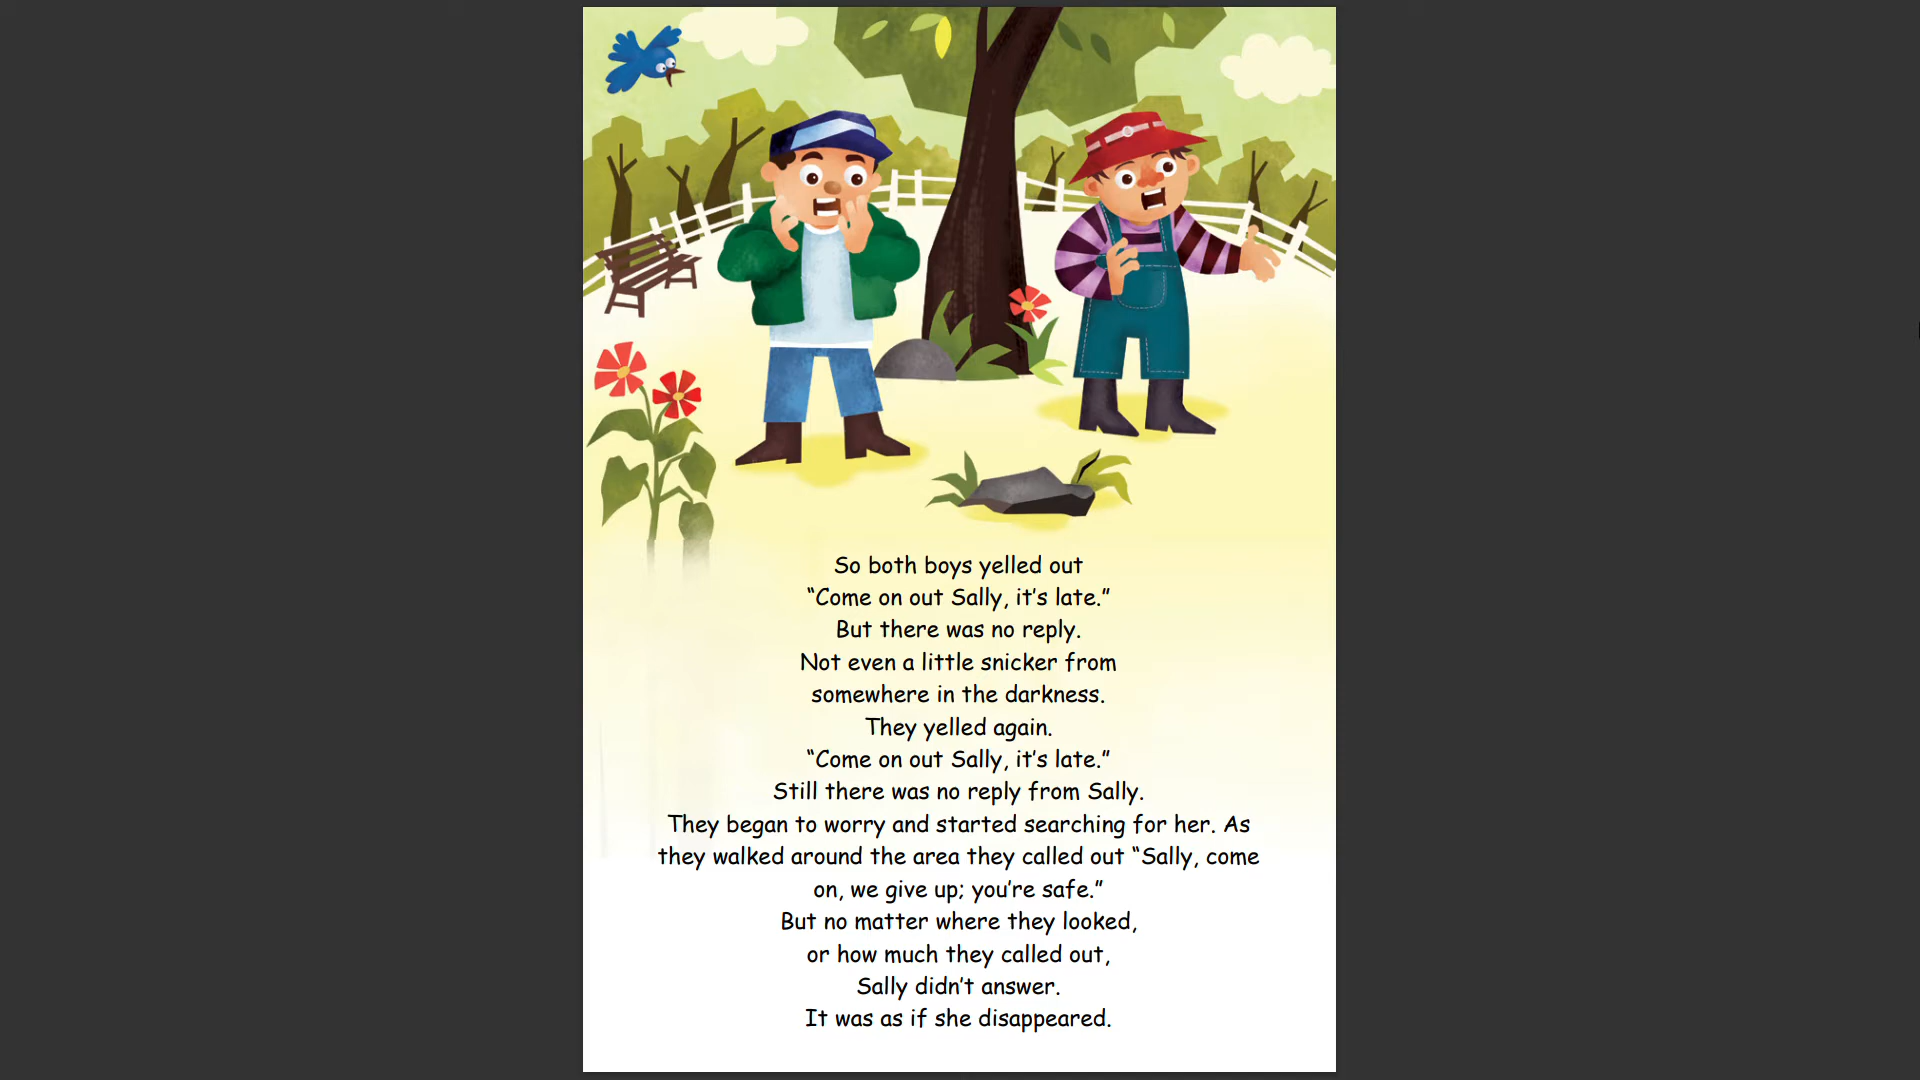 So both boys yelled out
“Come on out Sally, it’s late.”
But there was no reply.
Not even a little snicker from
somewhere in the darkness.
They yelled again.
“Come on out Sally, it’s late.”
Still there was no reply from Sally.
They began to worry and started searching for her. As
they walked around the area they called out “Sally, come
on, we give up; you’re safe.”
But no matter where they looked,
or how much they called out,
Sally didn’t answer.
It was as if she disappeared.